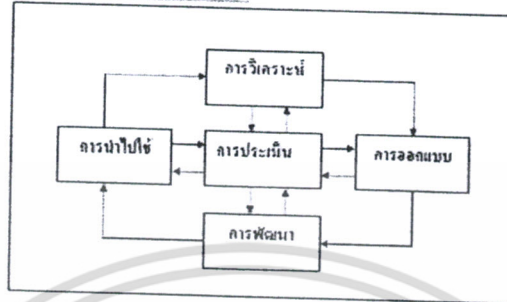 การวิเคราะห์
การนำไปใช้
การประเมิน
การออกแบบ
การพัฒนา